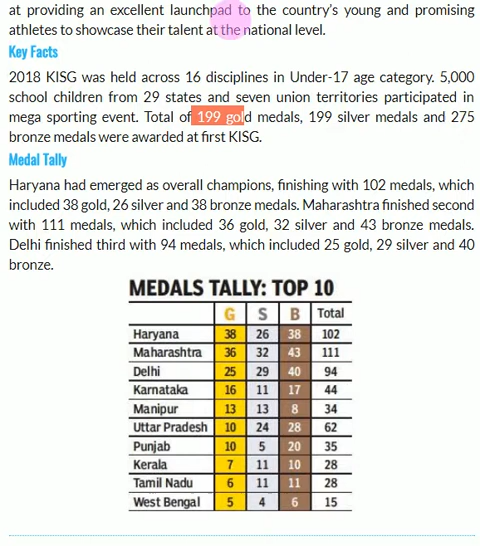 at providing an excellent launchpad to the country's young and promising
athletes to showcase their talent at the national level.
Key Facts
2018 KISG was held across 16 disciplines in Under-17 age category. 5,000
school children from 29 states and seven union territories participated in
mega sporting event. Total of 199 gold medals, 199 silver medals and 275
bronze medals were awarded at first KISG.
Medal Tally
Haryana had emerged as overall champions, finishing with 102 medals, which
included 38 gold, 26 silver and 38 bronze medals. Maharashtra finished second
with 111 medals, which included 36 gold, 32 silver and 43 bronze medals.
Delhi finished third with 94 medals, which included 25 gold, 29 silver and 40
bronze.
MEDALS TALLY: TOP 10
G S B Total
Haryana 38 26 38 102
Maharashtra 36 32 43 111
Delhi 25 29 40 94
Karnataka 16 11 17 44
Manipur 13 13 8 34
Uttar Pradesh 10 24 28 62
Punjab 10 5 20 35
Kerala 7 11 10 28
Tamil Nadu 6 11 11 28
West Bengal 5 4 6 15